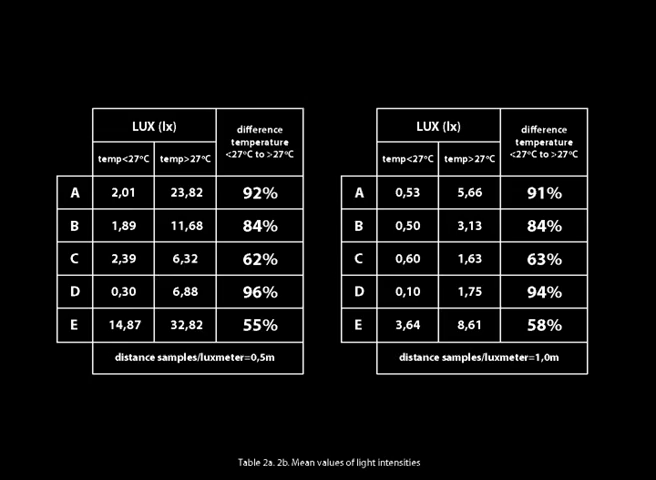 LUX (lx)
difference
temperature
<27°C to >27°C
temp<27°C temp>27°C
A 2,01 23,82 92%
B 1,89 11,68 84%
C 2,39 6,32 62%
D 0,30 6,88 96%
E 14,87 32,82 55%
distance samples/luxmeter=0,5m
LUX (lx)
difference
temperature
<27°C to >27°C
temp<27°C temp>27°C
A 0,53 5,66 91%
B 0,50 3,13 84%
C 0,60 1,63 63%
D 0,10 1,75 94%
E 3,64 8,61 58%
distance samples/luxmeter=1,0m
Table 2a. 2b. Mean values of light intensities